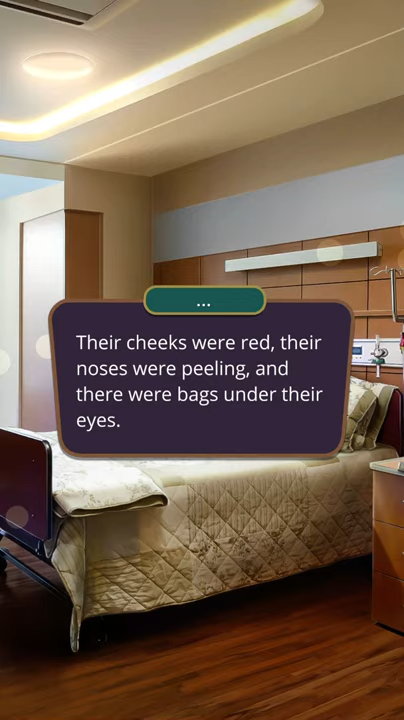 ...
Their cheeks were red, their
noses were peeling, and
there were bags under their
eyes.